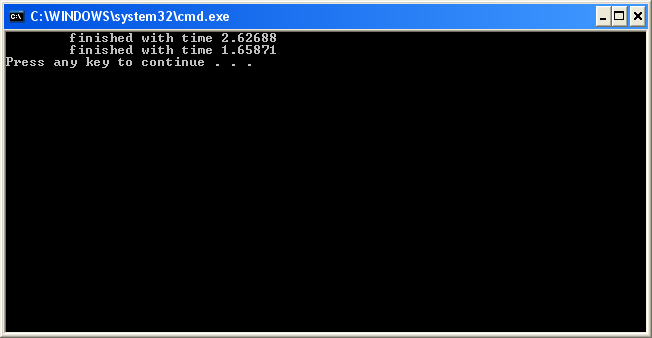 C:\WINDOWS\system32\cmd.exe
finished with time 2.62688
finished with time 1.65871
Press any key to continue . . .